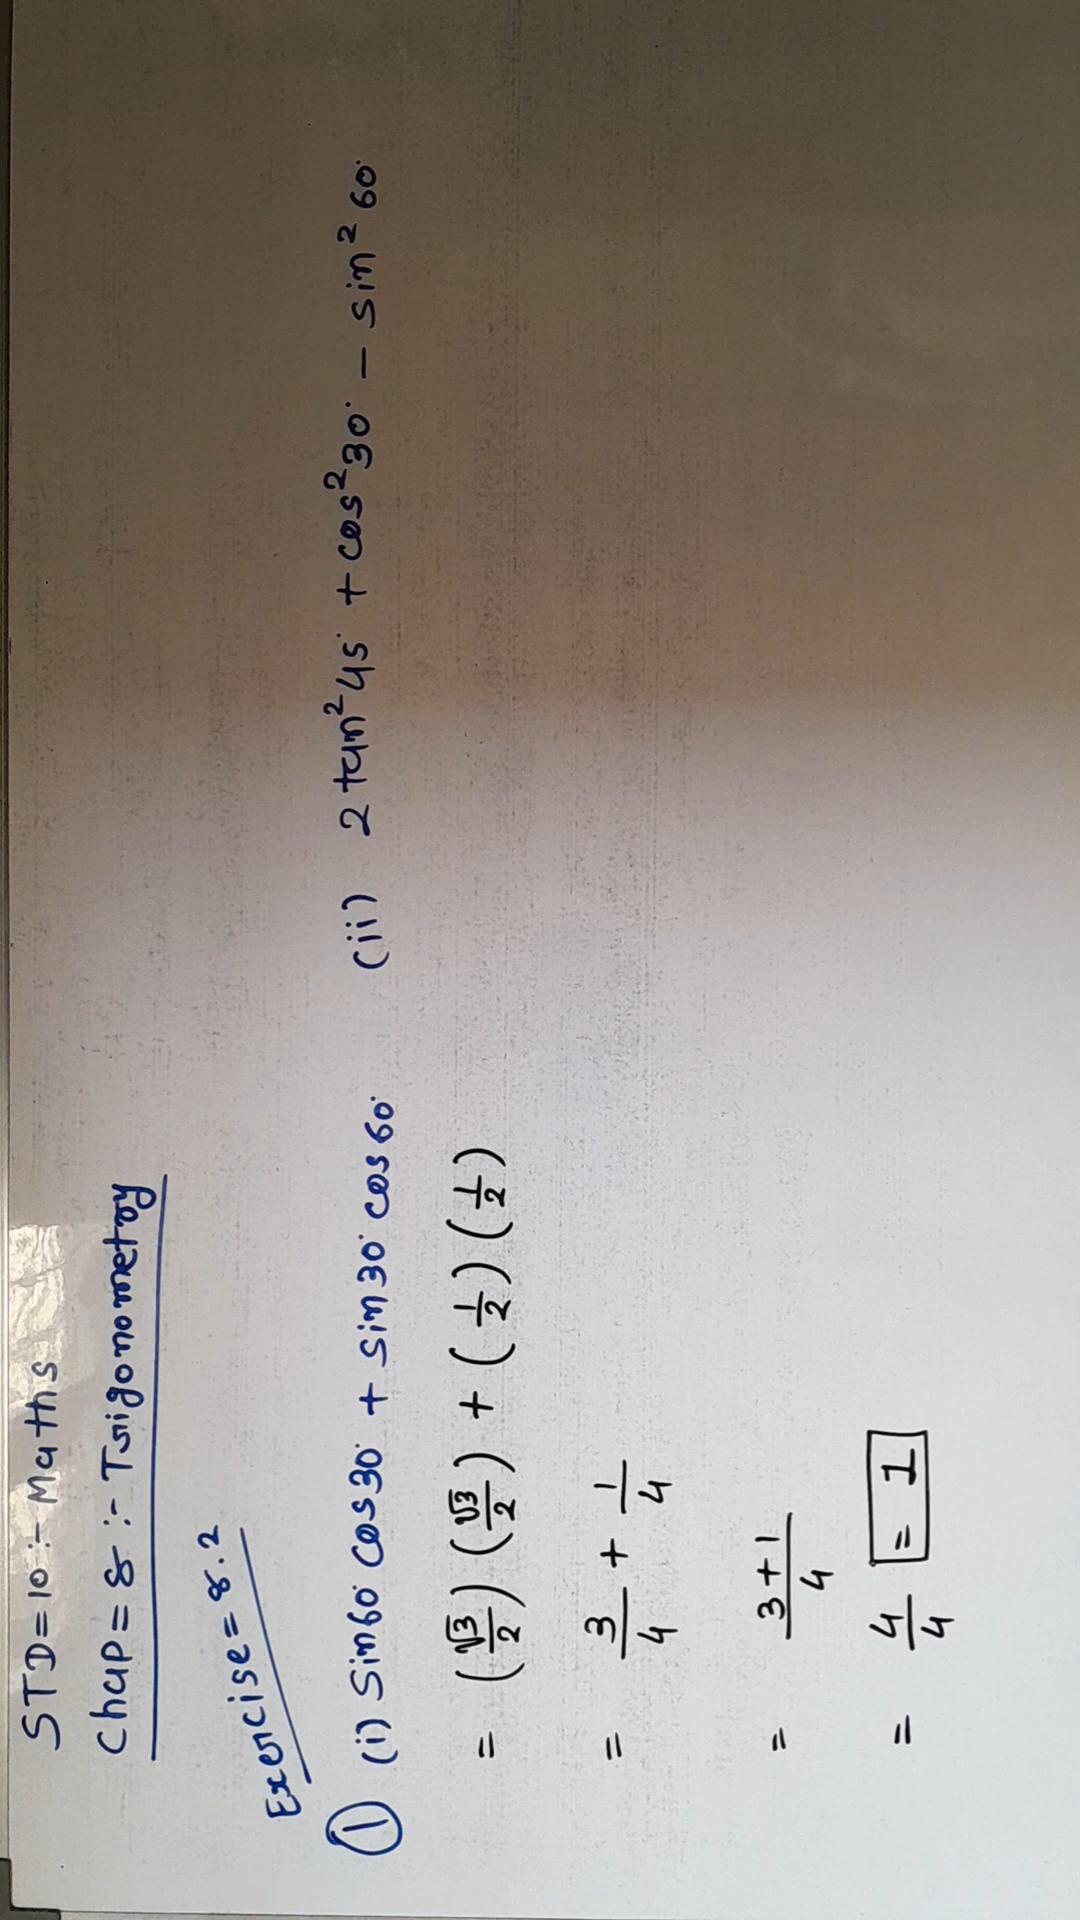 STD=10:- Maths
Chap=8:- Trigonometry
Exercise=8.2
① (i) Sin60° cos30° + sin30° cos60°
(ii) 2tan²45° + cos²30° - sin²60°
= (√3/2) (√3/2) + (1/2) (1/2)
= 3/4 + 1/4
= 3+1/4
= 4/4 = 1